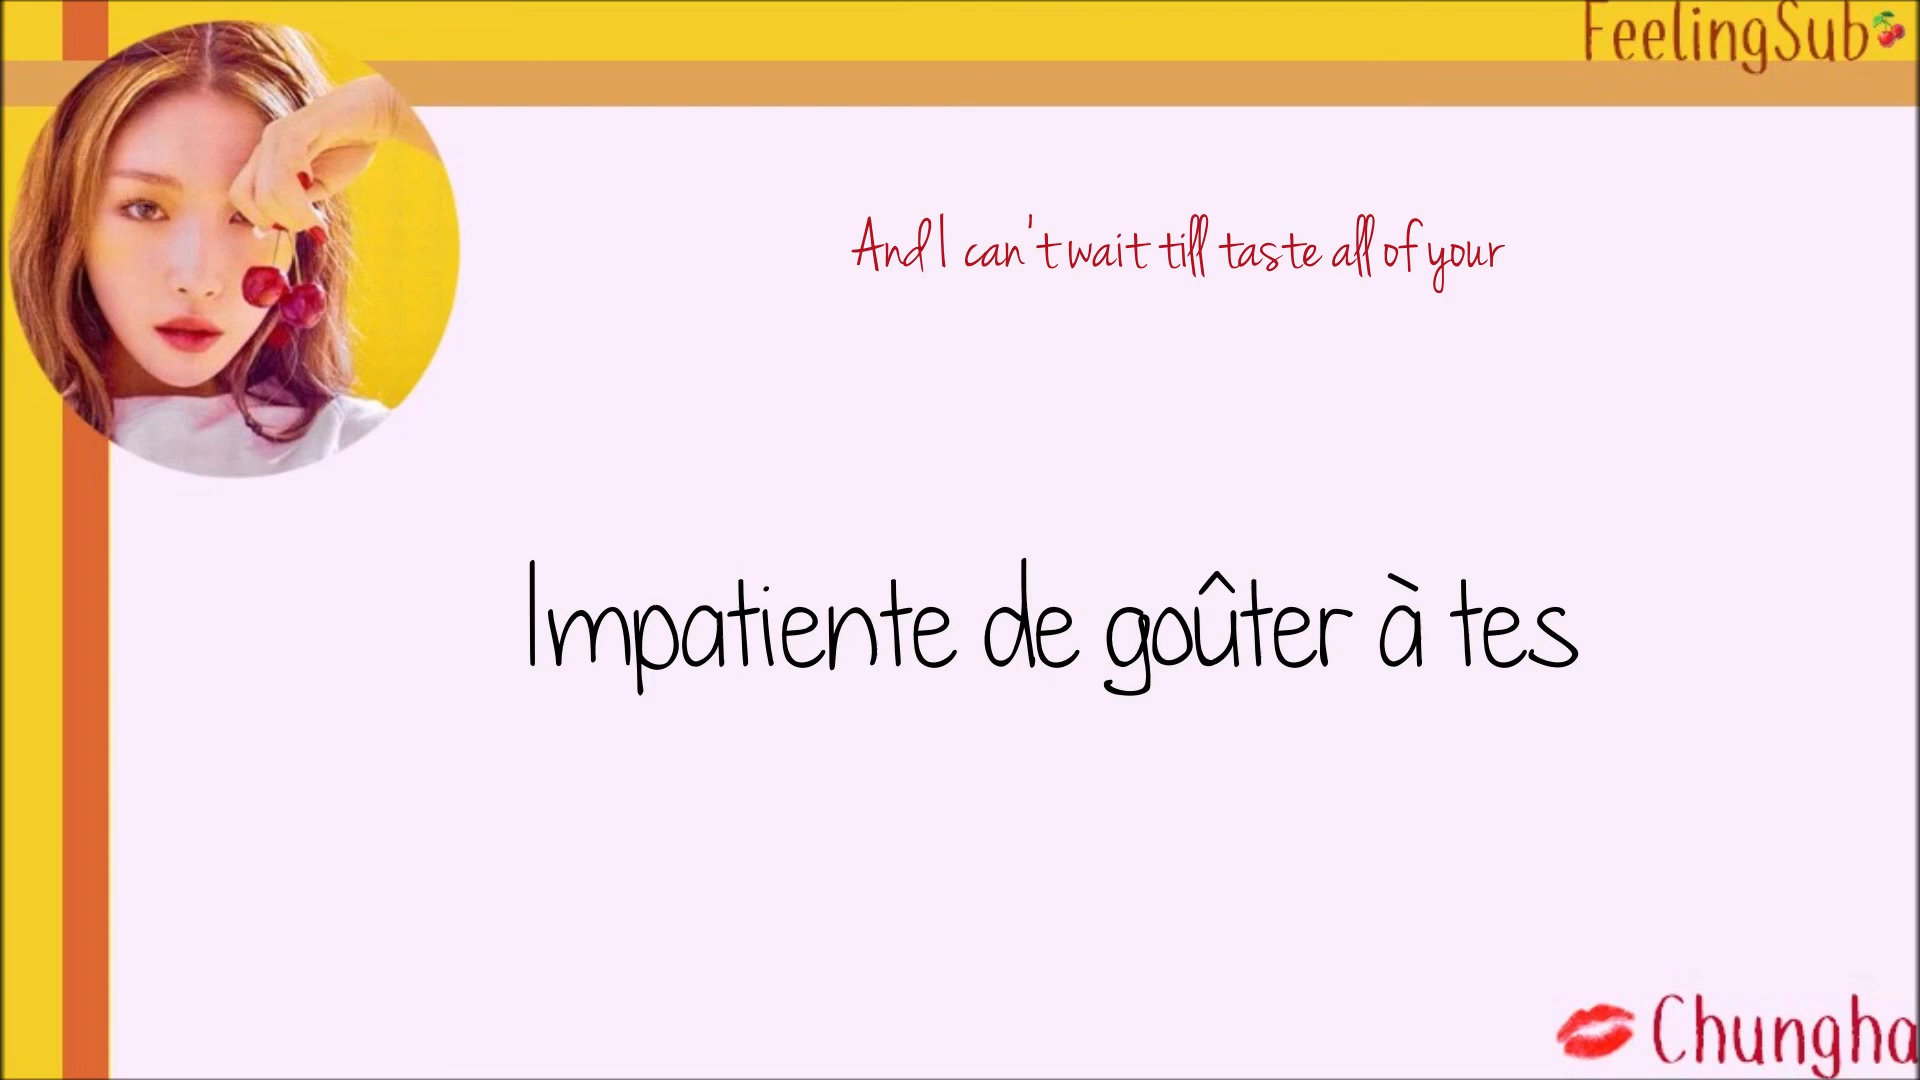 FeelingSub
And I can't wait till taste all of your
Impatiente de goûter à tes
Chungha